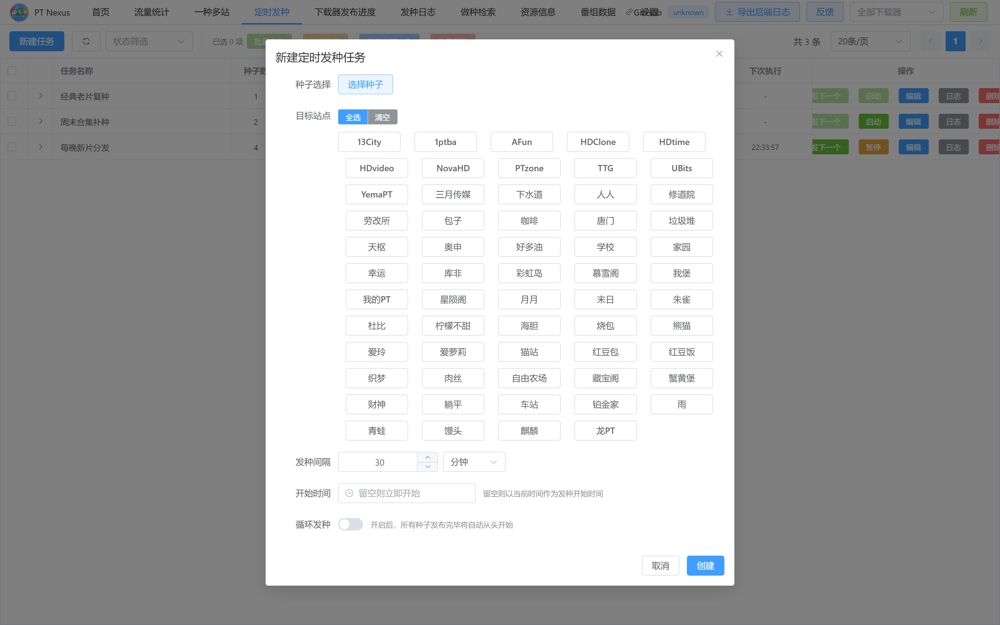 PT Nexus 首页 流量统计 一种多站 定时发种 下载器发布进度 发种日志 做种检索 资源信息 番组数据 设置 unknown 导出后端日志 反馈 全部下载器 刷新
新建任务 状态筛选 已选 0 项 共 3 条 20条/页 1
任务名称 种子数 下次执行 操作
经典老片复种 1 - 发下一个 启动 编辑 日志 删除
周末合集补种 2 - 发下一个 启动 编辑 日志 删除
每晚新片分发 4 22:33:57 发下一个 暂停 编辑 日志 删除
新建定时发种任务
种子选择 选择种子
目标站点 全选 清空
13City 1ptba AFun HDClone HDtime
HDvideo NovaHD PTzone TTG UBits
YemaPT 三月传媒 下水道 人人 修道院
劳改所 包子 咖啡 唐门 垃圾堆
天枢 奥申 好多油 学校 家园
幸运 库非 彩虹岛 慕雪阁 我堡
我的PT 星陨阁 月月 末日 朱雀
杜比 柠檬不甜 海胆 烧包 熊猫
爱玲 爱萝莉 猫站 红豆包 红豆饭
织梦 肉丝 自由农场 藏宝阁 蟹黄堡
财神 躺平 车站 铂金家 雨
青蛙 馒头 麒麟 龙PT
发种间隔 30 分钟
开始时间 留空则立即开始 留空则以当前时间作为发种开始时间
循环发种 开启后，所有种子发布完毕将自动从头开始
取消 创建